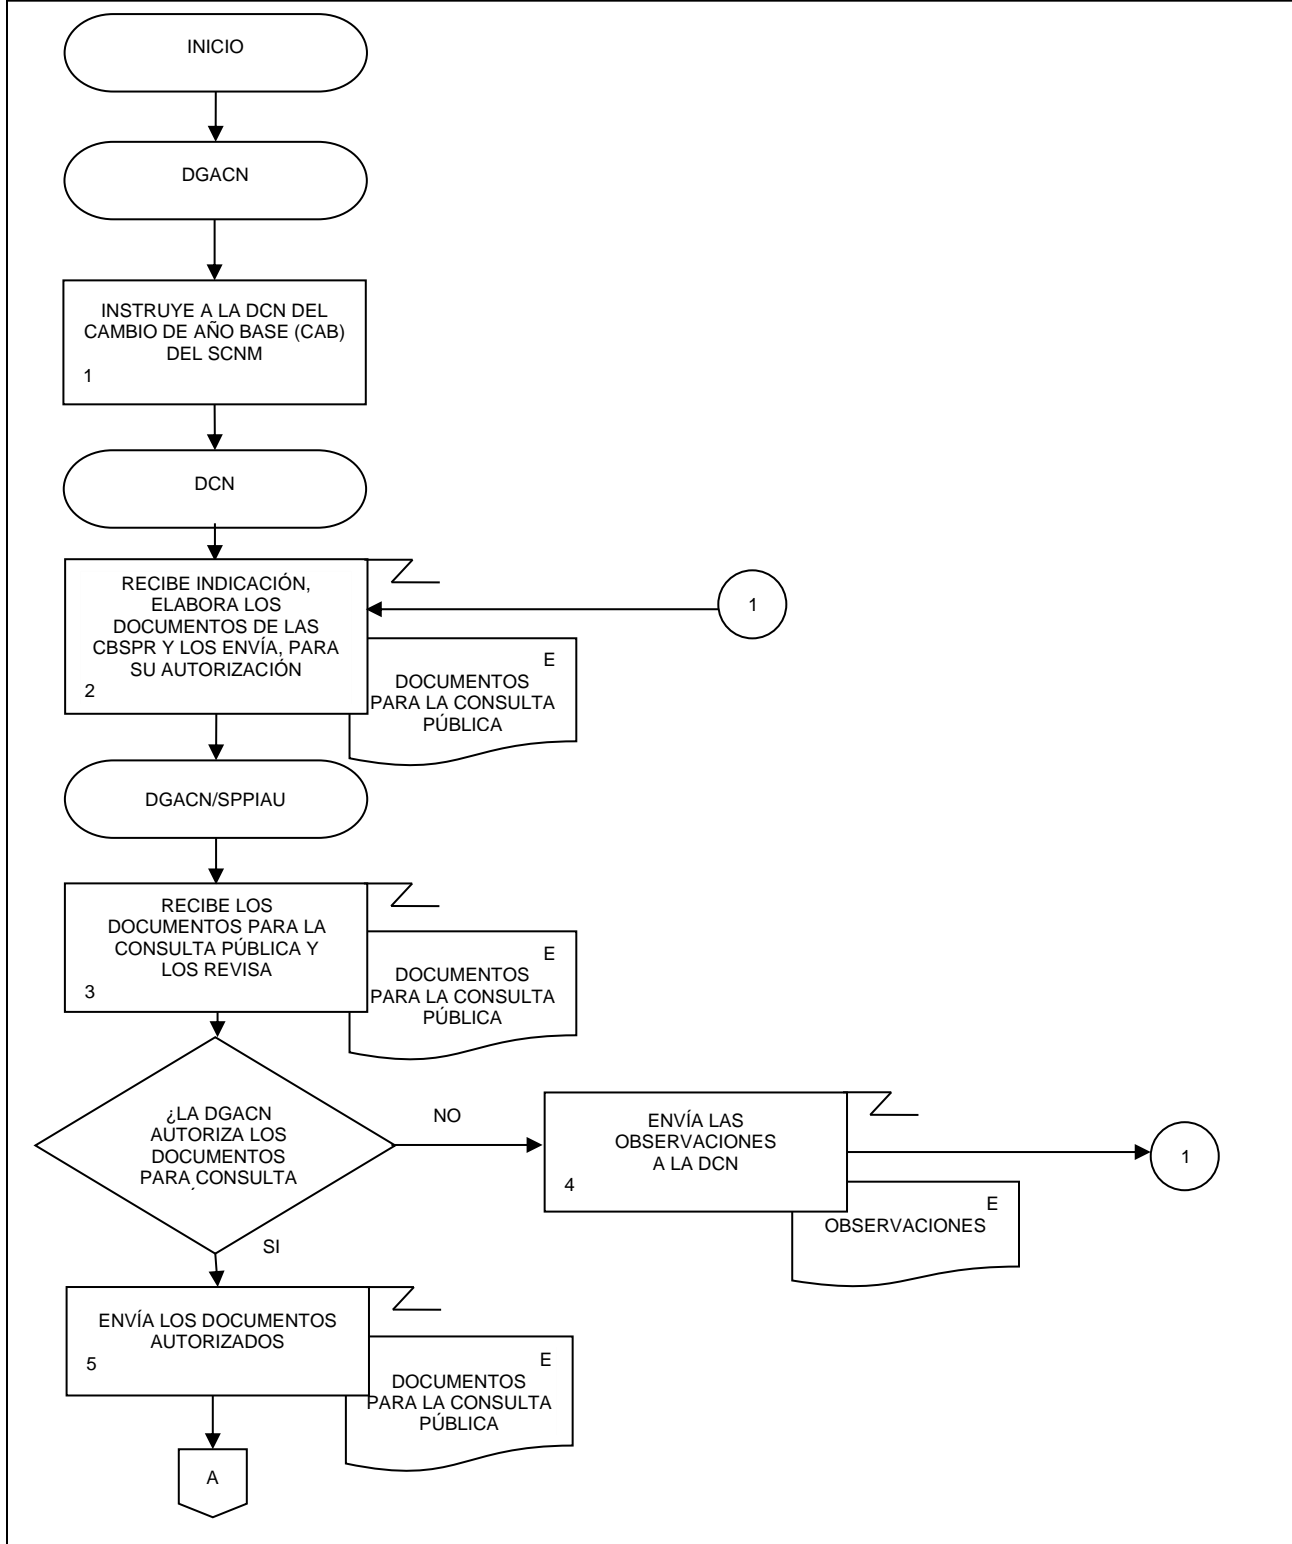 INICIO
DGACN
INSTRUYE A LA DCN DEL
CAMBIO DE AÑO BASE (CAB)
DEL SCNM
1
DCN
RECIBE INDICACIÓN,
ELABORA LOS
DOCUMENTOS DE LAS
CBSPR Y LOS ENVÍA, PARA
SU AUTORIZACIÓN
2
1
E
DOCUMENTOS
PARA LA CONSULTA
PÚBLICA
DGACN/SPPIAU
RECIBE LOS
DOCUMENTOS PARA LA
CONSULTA PÚBLICA Y
LOS REVISA
3
E
DOCUMENTOS
PARA LA CONSULTA
PÚBLICA
¿LA DGACN
AUTORIZA LOS
DOCUMENTOS
PARA CONSULTA
NO
ENVÍA LAS
OBSERVACIONES
A LA DCN
4
1
E
OBSERVACIONES
SI
ENVÍA LOS DOCUMENTOS
AUTORIZADOS
5
E
DOCUMENTOS
PARA LA CONSULTA
PÚBLICA
A